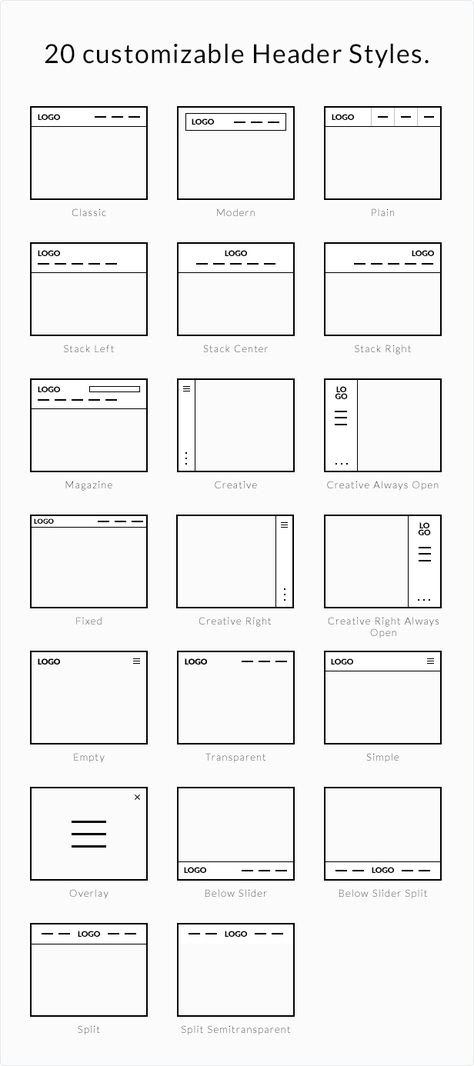 20 customizable Header Styles.
LOGO
LOGO
LOGO
Classic
Modern
Plain
LOGO
LOGO
LOGO
Stack Left
Stack Center
Stack Right
LOGO
LO
GO
Magazine
Creative
Creative Always Open
LOGO
LO
GO
Fixed
Creative Right
Creative Right Always
Open
LOGO
LOGO
LOGO
Empty
Transparent
Simple
LOGO
LOGO
Overlay
Below Slider
Below Slider Split
LOGO
LOGO
Split
Split Semitransparent